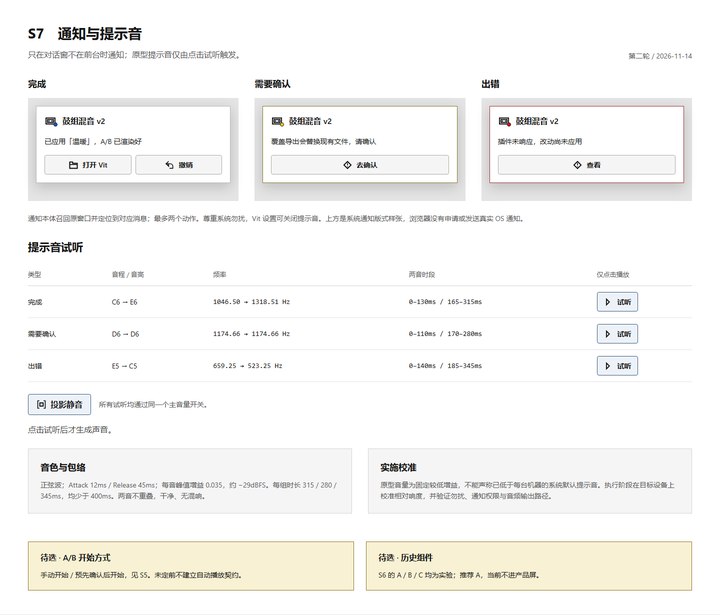 S7 通知与提示音
只在对话窗不在前台时通知；原型提示音仅由点击试听触发。
第二轮 / 2026-11-14
完成
需要确认
出错
鼓组混音 v2
已应用「温暖」，A/B 已渲染好
打开 Vit
撤销
鼓组混音 v2
覆盖导出会替换现有文件，请确认
去确认
鼓组混音 v2
插件未响应，改动尚未应用
查看
通知本体召回原窗口并定位到对应消息；最多两个动作。尊重系统勿扰，Vit 设置可关闭提示音。上方是系统通知版式样张，浏览器没有申请或发送真实 OS 通知。
提示音试听
类型 音程 / 音高 频率 两音时段 仅点击播放
完成 C6 → E6 1046.50 → 1318.51 Hz 0–130ms / 165–315ms 试听
需要确认 D6 → D6 1174.66 → 1174.66 Hz 0–110ms / 170–280ms 试听
出错 E5 → C5 659.25 → 523.25 Hz 0–140ms / 185–345ms 试听
投影静音
所有试听均通过同一个主音量开关。
点击试听后才生成声音。
音色与包络
正弦波；Attack 12ms / Release 45ms；每音峰值增益 0.035，约 −29dBFS。每组时长 315 / 280 /
345ms，均少于 400ms。两音不重叠，干净，无混响。
实施校准
原型音量为固定较低增益，不能声称已低于每台机器的系统默认提示音。执行阶段在目标设备上
校准相对响度，并验证勿扰、通知权限与音频输出路径。
待选 · A/B 开始方式
手动开始 / 预先确认后开始，见 S5。未定前不建立自动播放契约。
待选 · 历史组件
S6 的 A / B / C 均为实验；推荐 A，当前不进产品屏。